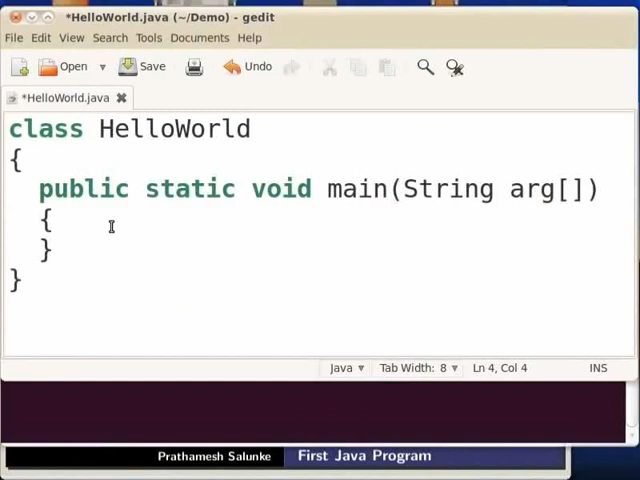 *HelloWorld.java (~/Demo) - gedit
File Edit View Search Tools Documents Help
Open Save Undo
*HelloWorld.java
class HelloWorld
{
public static void main(String arg[])
{
}
}
Java Tab Width: 8 Ln 4, Col 4 INS
Prathamesh Salunke First Java Program